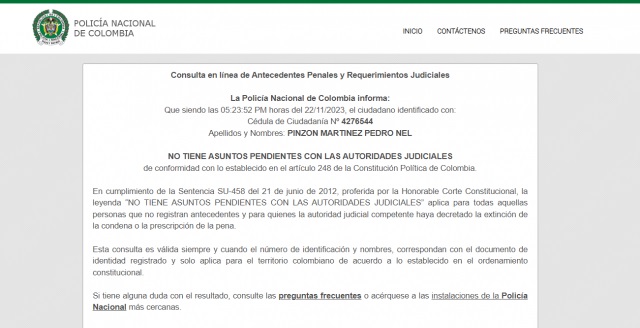 POLICÍA NACIONAL
DE COLOMBIA
INICIO CONTÁCTENOS PREGUNTAS FRECUENTES
Consulta en línea de Antecedentes Penales y Requerimientos Judiciales
La Policía Nacional de Colombia informa:
Que siendo las 05:23:52 PM horas del 22/11/2023, el ciudadano identificado con:
Cédula de Ciudadanía Nº 4276544
Apellidos y Nombres: PINZON MARTINEZ PEDRO NEL
NO TIENE ASUNTOS PENDIENTES CON LAS AUTORIDADES JUDICIALES
de conformidad con lo establecido en el artículo 248 de la Constitución Política de Colombia.
En cumplimiento de la Sentencia SU-458 del 21 de junio de 2012, proferida por la Honorable Corte Constitucional, la
leyenda "NO TIENE ASUNTOS PENDIENTES CON LAS AUTORIDADES JUDICIALES" aplica para todas aquellas
personas que no registran antecedentes y para quienes la autoridad judicial competente haya decretado la extinción de
la condena o la prescripción de la pena.
Esta consulta es válida siempre y cuando el número de identificación y nombres, correspondan con el documento de
identidad registrado y solo aplica para el territorio colombiano de acuerdo a lo establecido en el ordenamiento
constitucional.
Si tiene alguna duda con el resultado, consulte las preguntas frecuentes o acérquese a las instalaciones de la Policía
Nacional más cercanas.